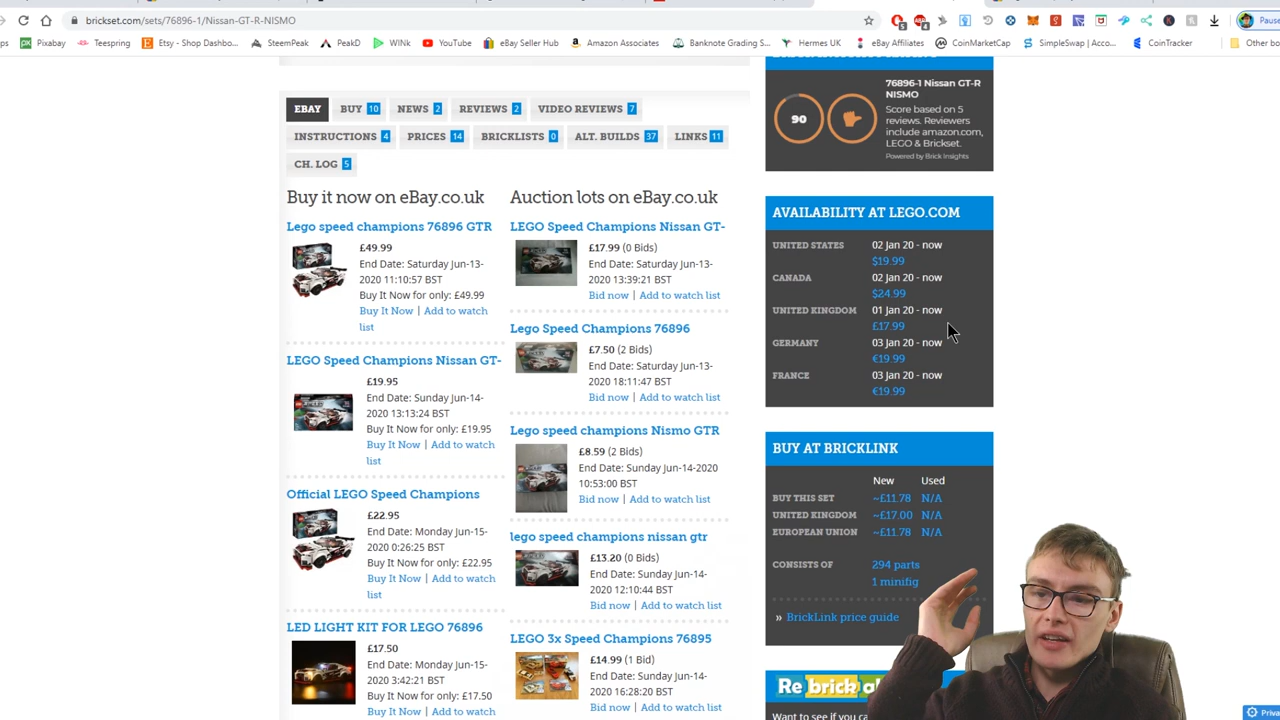 brickset.com/sets/76896-1/Nissan-GT-R-NISMO
Pixabay
Teespring
Etsy - Shop Dashbo...
SteemPeak
PeakD
WINk
YouTube
eBay Seller Hub
Amazon Associates
Banknote Grading S...
Hermes UK
eBay Affiliates
CoinMarketCap
SimpleSwap | Acco...
CoinTracker
Other bo
EBAY
BUY 10
NEWS 2
REVIEWS 2
VIDEO REVIEWS 7
INSTRUCTIONS 4
PRICES 14
BRICKLISTS 0
ALT. BUILDS 37
LINKS 11
CH. LOG 5
Buy it now on eBay.co.uk
Lego speed champions 76896 GTR
£49.99
End Date: Saturday Jun-13-
2020 11:10:57 BST
Buy It Now for only: £49.99
Buy It Now | Add to watch
list
LEGO Speed Champions Nissan GT-
£19.95
End Date: Sunday Jun-14-
2020 13:13:24 BST
Buy It Now for only: £19.95
Buy It Now | Add to watch
list
Official LEGO Speed Champions
£22.95
End Date: Monday Jun-15-
2020 0:26:25 BST
Buy It Now for only: £22.95
Buy It Now | Add to watch
list
LED LIGHT KIT FOR LEGO 76896
£17.50
End Date: Monday Jun-15-
2020 3:42:21 BST
Buy It Now for only: £17.50
Buy It Now | Add to watch
Auction lots on eBay.co.uk
LEGO Speed Champions Nissan GT-
£17.99 (0 Bids)
End Date: Saturday Jun-13-
2020 13:39:21 BST
Bid now | Add to watch list
Lego Speed Champions 76896
£7.50 (2 Bids)
End Date: Saturday Jun-13-
2020 18:11:47 BST
Bid now | Add to watch list
Lego speed champions Nismo GTR
£8.59 (2 Bids)
End Date: Sunday Jun-14-2020
10:53:00 BST
Bid now | Add to watch list
lego speed champions nissan gtr
£13.20 (0 Bids)
End Date: Sunday Jun-14-
2020 12:10:44 BST
Bid now | Add to watch list
LEGO 3x Speed Champions 76895
£14.99 (1 Bid)
End Date: Sunday Jun-14-
2020 16:28:20 BST
Bid now | Add to watch list
90
76896-1 Nissan GT-R
NISMO
Score based on 5
reviews. Reviewers
include amazon.com,
LEGO & Brickset.
Powered by Brick Insights
AVAILABILITY AT LEGO.COM
UNITED STATES 02 Jan 20 - now
$19.99
CANADA 02 Jan 20 - now
$24.99
UNITED KINGDOM 01 Jan 20 - now
£17.99
GERMANY 03 Jan 20 - now
€19.99
FRANCE 03 Jan 20 - now
€19.99
BUY AT BRICKLINK
New Used
BUY THIS SET ~£11.78 N/A
UNITED KINGDOM ~£17.00 N/A
EUROPEAN UNION ~£11.78 N/A
CONSISTS OF 294 parts
1 minifig
» BrickLink price guide
Re brick
Want to see if you ca